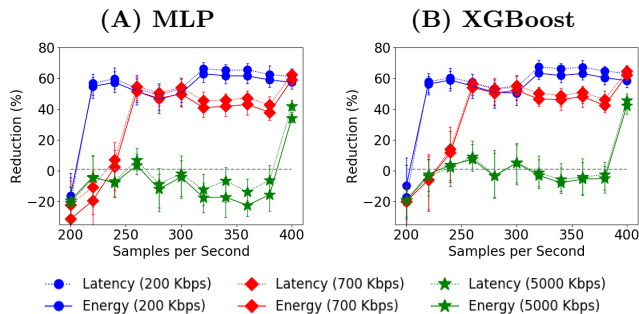 (A) MLP
(B) XGBoost
Reduction (%)
80
60
40
20
0
−20
200
250
300
350
400
Samples per Second
Reduction (%)
80
60
40
20
0
−20
200
250
300
350
400
Samples per Second
Latency (200 Kbps)
Latency (700 Kbps)
Latency (5000 Kbps)
Energy (200 Kbps)
Energy (700 Kbps)
Energy (5000 Kbps)